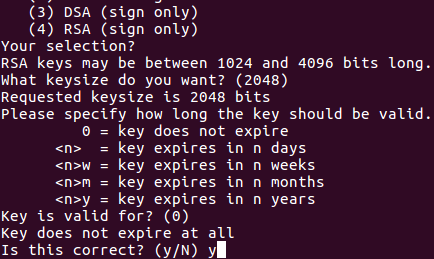 (3) DSA (sign only)
(4) RSA (sign only)
Your selection?
RSA keys may be between 1024 and 4096 bits long.
What keysize do you want? (2048)
Requested keysize is 2048 bits
Please specify how long the key should be valid.
0 = key does not expire
<n>  = key expires in n days
<n>w = key expires in n weeks
<n>m = key expires in n months
<n>y = key expires in n years
Key is valid for? (0)
Key does not expire at all
Is this correct? (y/N) y